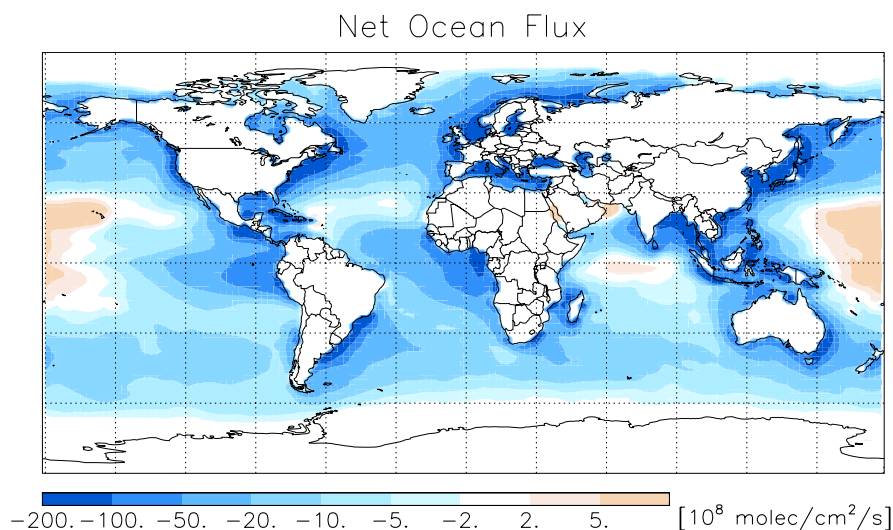 Net Ocean Flux
-200. -100. -50. -20. -10. -5. -2. 2. 5. [10⁸ molec/cm²/s]